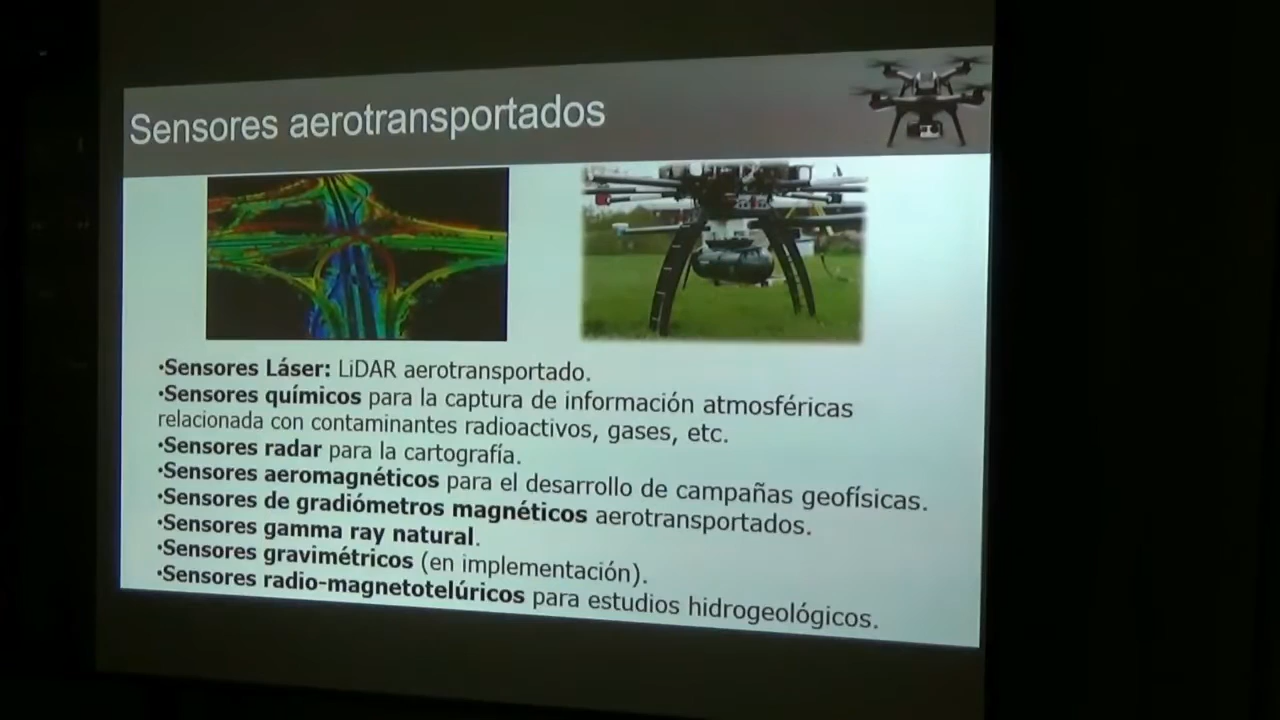 Sensores aerotransportados
•Sensores Láser: LiDAR aerotransportado.
•Sensores químicos para la captura de información atmosféricas
relacionada con contaminantes radioactivos, gases, etc.
•Sensores radar para la cartografía.
•Sensores aeromagnéticos para el desarrollo de campañas geofísicas.
•Sensores de gradiómetros magnéticos aerotransportados.
•Sensores gamma ray natural.
•Sensores gravimétricos (en implementación).
•Sensores radio-magnetotelúricos para estudios hidrogeológicos.